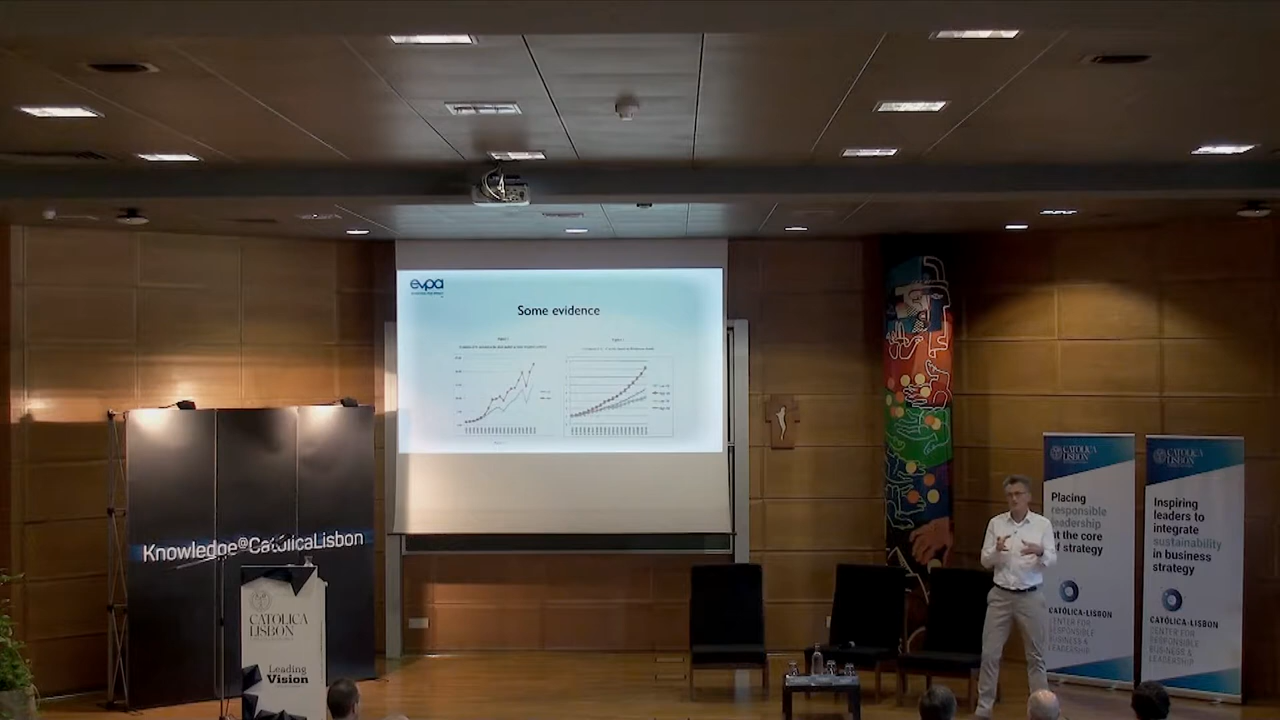 evpa
Some evidence
Knowledge@CatólicaLisbon
CATÓLICA
LISBON
Leading
Vision
CATÓLICA
LISBON
Placing
responsible
leadership
at the core
of strategy
CATÓLICA-LISBON
CENTER FOR
RESPONSIBLE
BUSINESS &
LEADERSHIP
CATÓLICA
LISBON
Inspiring
leaders to
integrate
sustainability
in business
strategy
CATÓLICA-LISBON
CENTER FOR
RESPONSIBLE
BUSINESS &
LEADERSHIP